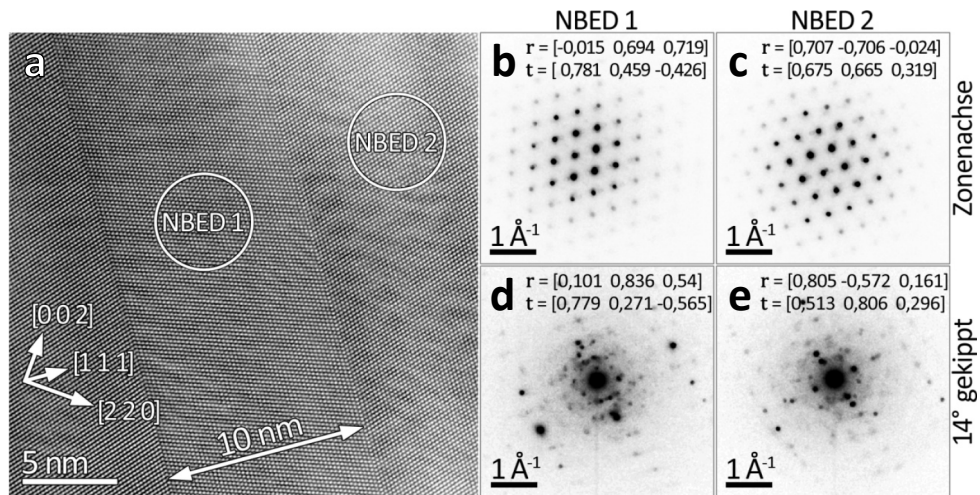 NBED 1
NBED 2
a
NBED 1
NBED 2
[0 0 2]
[1 1 1]
[2 2 0]
10 nm
5 nm
b
r = [-0,015 0,694 0,719]
t = [ 0,781 0,459 -0,426]
1 Å-1
c
r = [0,707 -0,706 -0,024]
t = [0,675 0,665 0,319]
1 Å-1
Zonenachse
d
r = [0,101 0,836 0,54]
t = [0,779 0,271 -0,565]
1 Å-1
e
r = [0,805 -0,572 0,161]
t = [0,513 0,806 0,296]
1 Å-1
14° gekippt